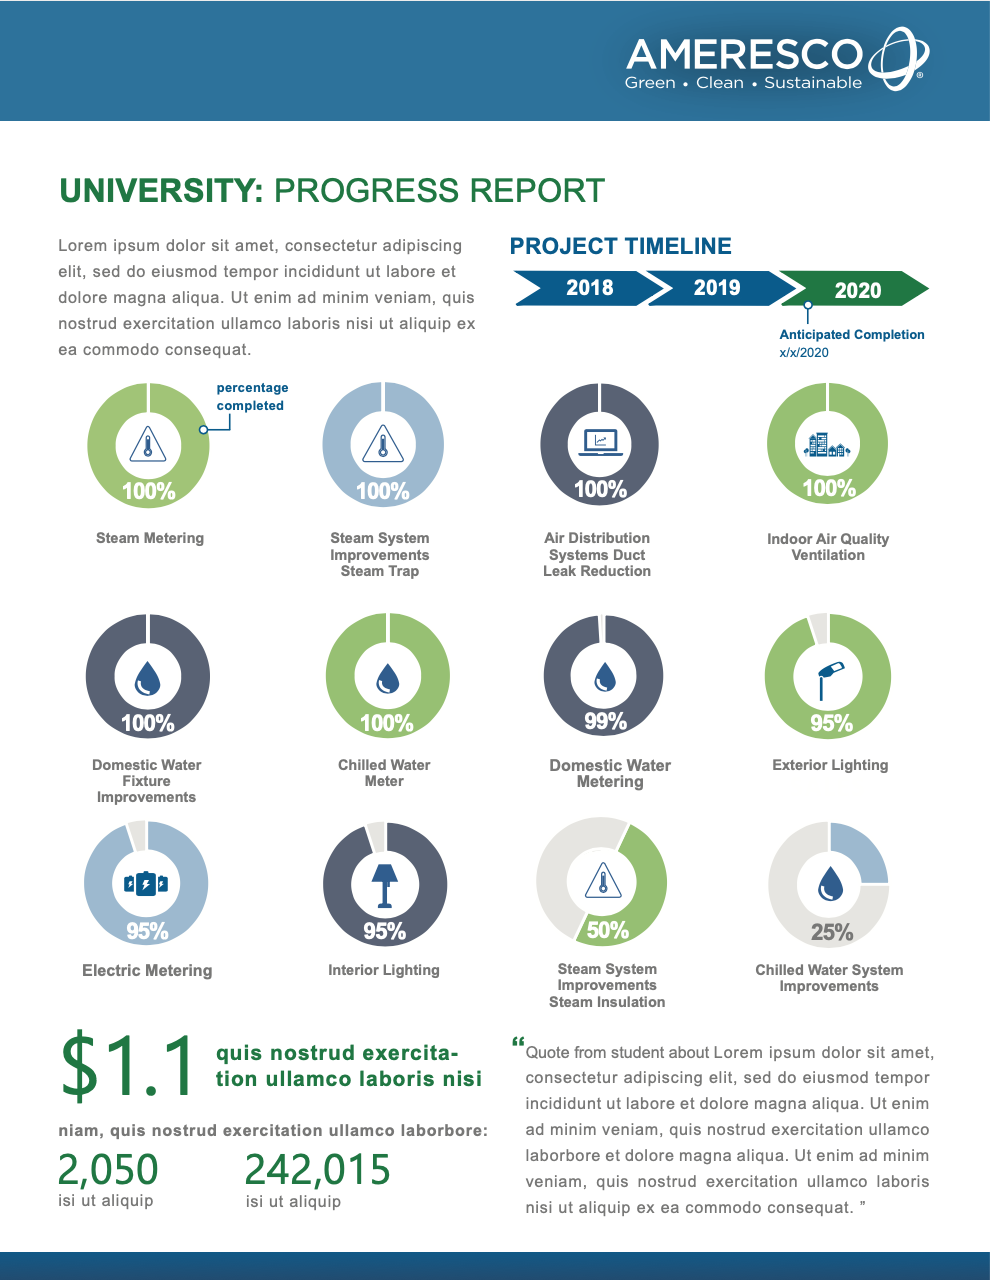 AMERESCO
Green • Clean • Sustainable
®
UNIVERSITY: PROGRESS REPORT
Lorem ipsum dolor sit amet, consectetur adipiscing
elit, sed do eiusmod tempor incididunt ut labore et
dolore magna aliqua. Ut enim ad minim veniam, quis
nostrud exercitation ullamco laboris nisi ut aliquip ex
ea commodo consequat.
PROJECT TIMELINE
2018 2019 2020
Anticipated Completion
x/x/2020
percentage
completed
100%
Steam Metering
100%
Steam System
Improvements
Steam Trap
100%
Air Distribution
Systems Duct
Leak Reduction
100%
Indoor Air Quality
Ventilation
100%
Domestic Water
Fixture
Improvements
100%
Chilled Water
Meter
99%
Domestic Water
Metering
95%
Exterior Lighting
95%
Electric Metering
95%
Interior Lighting
50%
Steam System
Improvements
Steam Insulation
25%
Chilled Water System
Improvements
$1.1
quis nostrud exercita-
tion ullamco laboris nisi
niam, quis nostrud exercitation ullamco laborbore:
2,050
isi ut aliquip
242,015
isi ut aliquip
“Quote from student about Lorem ipsum dolor sit amet,
consectetur adipiscing elit, sed do eiusmod tempor
incididunt ut labore et dolore magna aliqua. Ut enim
ad minim veniam, quis nostrud exercitation ullamco
laborbore et dolore magna aliqua. Ut enim ad minim
veniam, quis nostrud exercitation ullamco laboris
nisi ut aliquip ex ea commodo consequat. ”